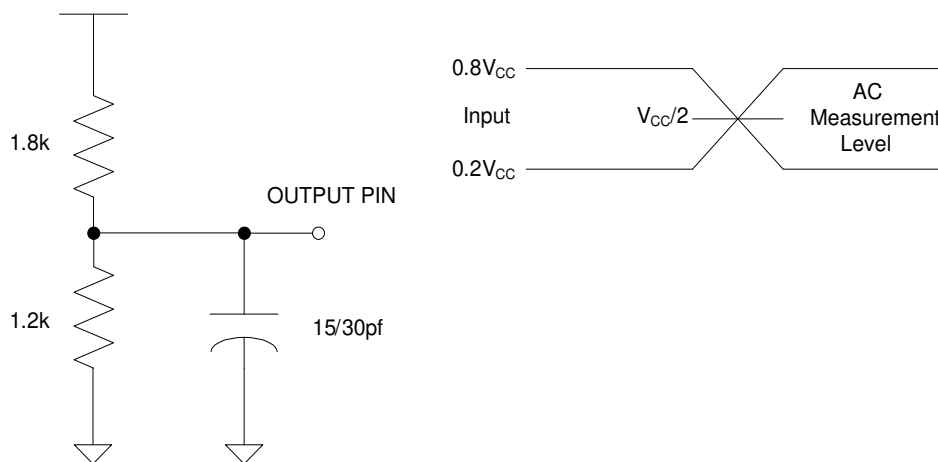 1.8k
1.2k
OUTPUT PIN
15/30pf
0.8VCC
Input
0.2VCC
VCC/2
AC
Measurement
Level